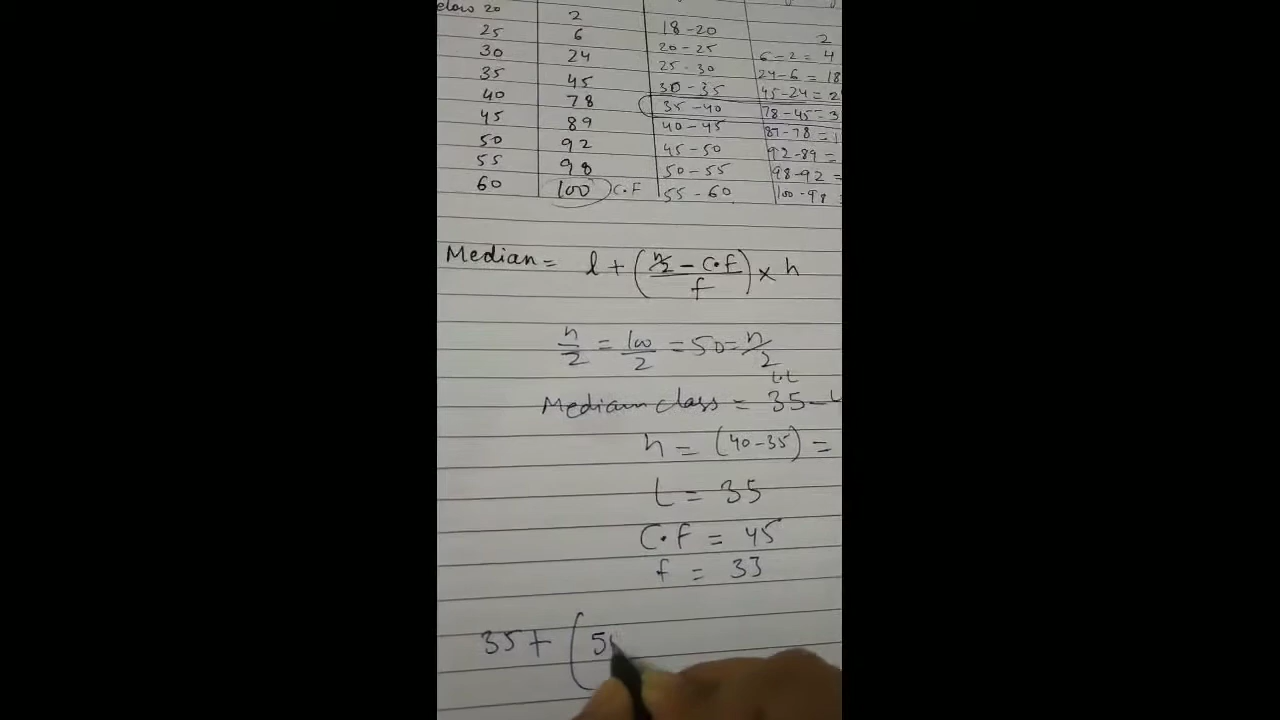 elow 20 2 18-20 2
25 6 20-25 6-2= 4
30 24 25-30 24-6 = 18
35 45 30-35 45-24=2
40 78 35-40 78-45=3
45 89 40-45 87-78=1
50 92 45-50 92-89=
55 98 50-55 98-92=
60 100 C.F 55-60 100-98
Median = l + (n/2 - C.F / f) × h
n/2 = 100/2 = 50 = n/2
Median class = 35-
h = (40-35) =
l = 35
C.F = 45
f = 33
35 + (5